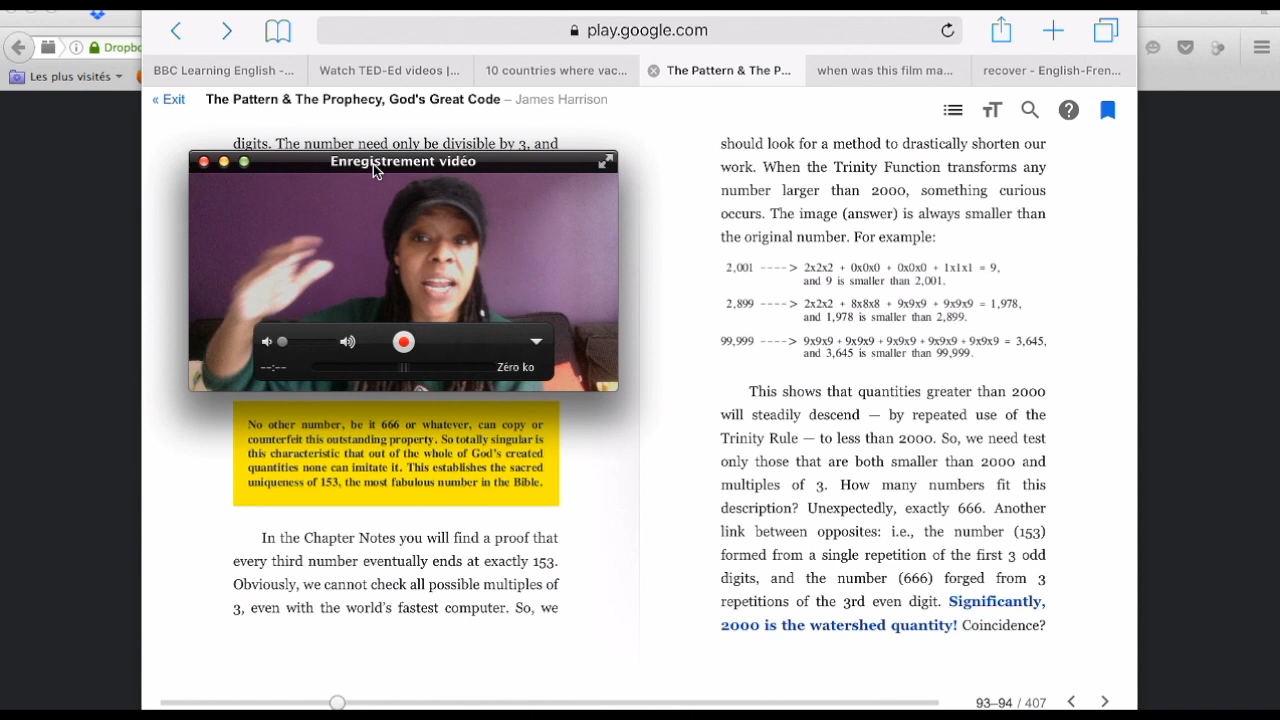 play.google.com
Dropbo
Les plus visités
BBC Learning English -...
Watch TED-Ed videos |...
10 countries where vac...
The Pattern & The P...
when was this film ma...
recover - English-Fren...
« Exit
The Pattern & The Prophecy, God's Great Code – James Harrison
digits. The number need only be divisible by 3, and
Enregistrement vidéo
--:--
Zéro ko
No other number, be it 666 or whatever, can copy or
counterfeit this outstanding property. So totally singular is
this characteristic that out of the whole of God's created
quantities none can imitate it. This establishes the sacred
uniqueness of 153, the most fabulous number in the Bible.
In the Chapter Notes you will find a proof that
every third number eventually ends at exactly 153.
Obviously, we cannot check all possible multiples of
3, even with the world's fastest computer. So, we
should look for a method to drastically shorten our
work. When the Trinity Function transforms any
number larger than 2000, something curious
occurs. The image (answer) is always smaller than
the original number. For example:
2,001 ----> 2x2x2 + 0x0x0 + 0x0x0 + 1x1x1 = 9,
and 9 is smaller than 2,001.
2,899 ----> 2x2x2 + 8x8x8 + 9x9x9 + 9x9x9 = 1,978,
and 1,978 is smaller than 2,899.
99,999 ----> 9x9x9 + 9x9x9 + 9x9x9 + 9x9x9 + 9x9x9 = 3,645,
and 3,645 is smaller than 99,999.
This shows that quantities greater than 2000
will steadily descend — by repeated use of the
Trinity Rule — to less than 2000. So, we need test
only those that are both smaller than 2000 and
multiples of 3. How many numbers fit this
description? Unexpectedly, exactly 666. Another
link between opposites: i.e., the number (153)
formed from a single repetition of the first 3 odd
digits, and the number (666) forged from 3
repetitions of the 3rd even digit. Significantly,
2000 is the watershed quantity! Coincidence?
93–94 / 407